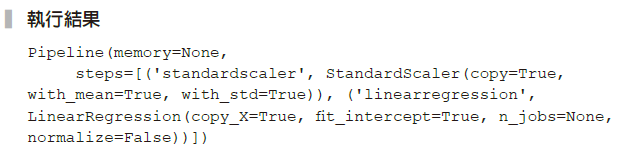 執行結果
Pipeline(memory=None,
     steps=[('standardscaler', StandardScaler(copy=True,
with_mean=True, with_std=True)), ('linearregression',
LinearRegression(copy_X=True, fit_intercept=True, n_jobs=None,
normalize=False))])